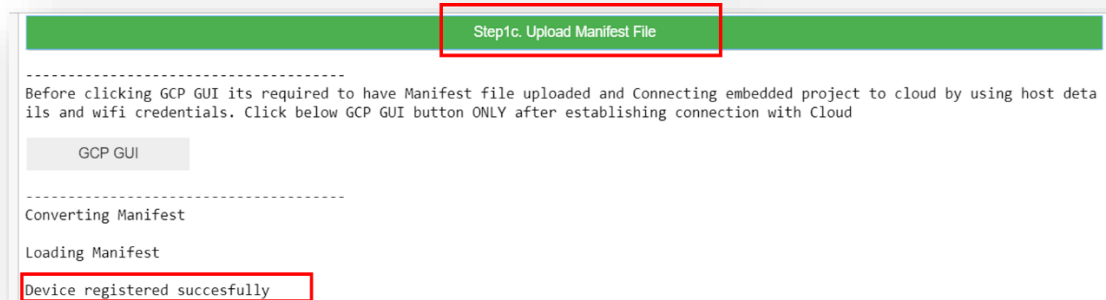 Step1c. Upload Manifest File
--------------------------------------
Before clicking GCP GUI its required to have Manifest file uploaded and Connecting embedded project to cloud by using host deta
ils and wifi credentials. Click below GCP GUI button ONLY after establishing connection with Cloud
GCP GUI
--------------------------------------
Converting Manifest
Loading Manifest
Device registered succesfully